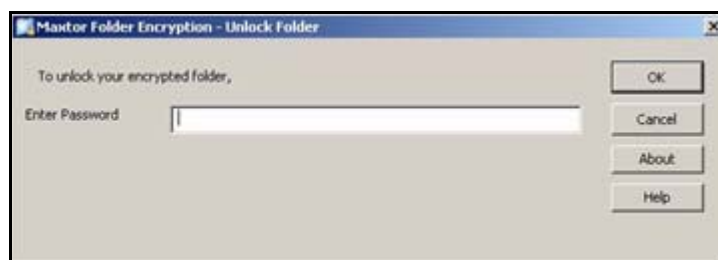 Maxtor Folder Encryption - Unlock Folder
To unlock your encrypted folder,
OK
Enter Password
Cancel
About
Help